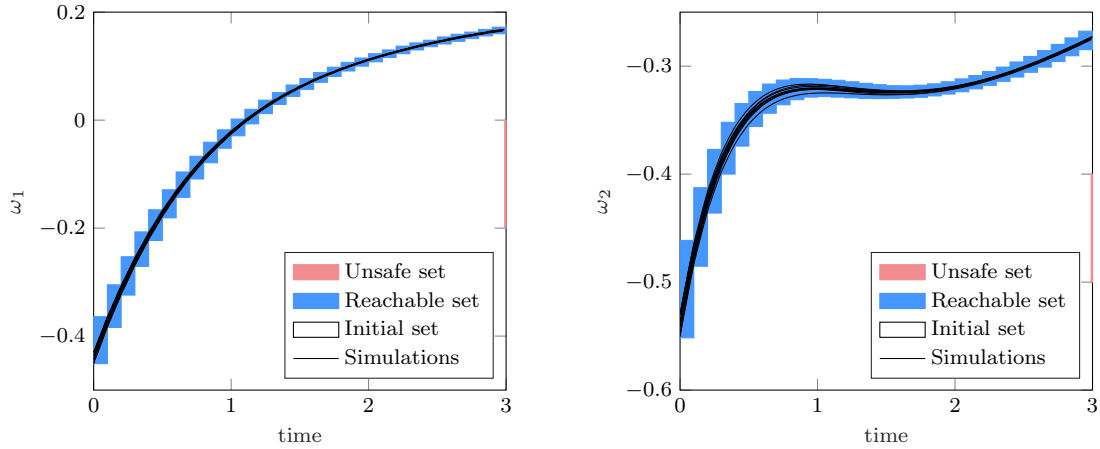 0.2
0
−0.2
−0.4
ω1
0 1 2 3
time
Unsafe set
Reachable set
Initial set
Simulations
−0.3
−0.4
−0.5
−0.6
ω2
0 1 2 3
time
Unsafe set
Reachable set
Initial set
Simulations